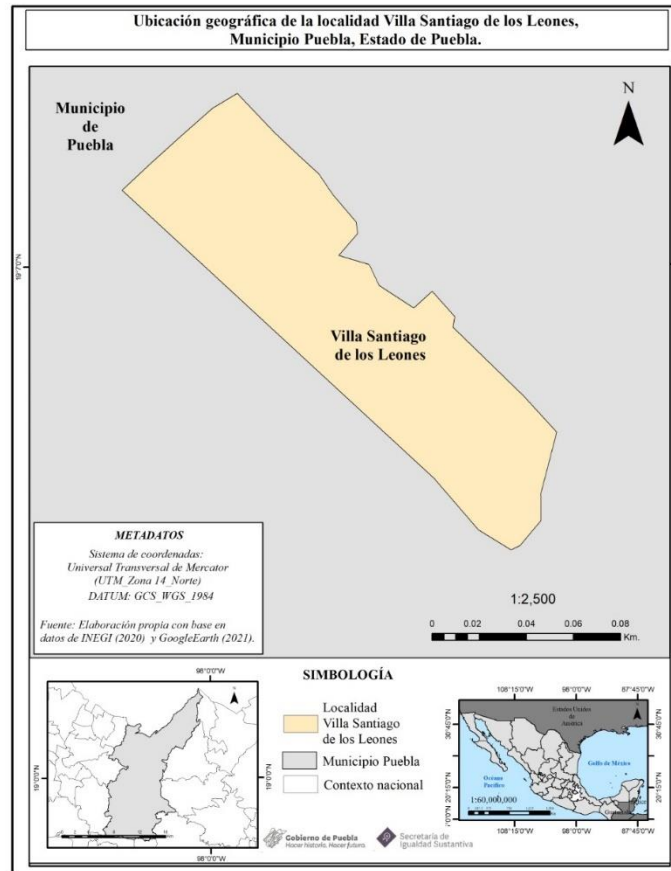 Ubicación geográfica de la localidad Villa Santiago de los Leones,
Municipio Puebla, Estado de Puebla.
Municipio
de
Puebla
N
19°7'0"N
Villa Santiago
de los Leones
METADATOS
Sistema de coordenadas:
Universal Transversal de Mercator
(UTM_Zona 14_Norte)
DATUM: GCS_WGS_1984
Fuente: Elaboración propia con base en
datos de INEGI (2020) y GoogleEarth (2021).
1:2,500
0 0.02 0.04 0.06 0.08
Km.
98°0'0"W
19°0'0"N
98°0'0"W
SIMBOLOGÍA
Localidad
Villa Santiago
de los Leones
Municipio Puebla
Contexto nacional
108°15'0"W 98°0'0"W 87°45'0"W
Estados Unidos
de
América
Golfo de México
Océano
Pacífico
1:60,000,000
108°15'0"W 98°0'0"W 87°45'0"W
Gobierno de Puebla
Hacer historia. Hacer futuro.
Secretaría de
Igualdad Sustantiva